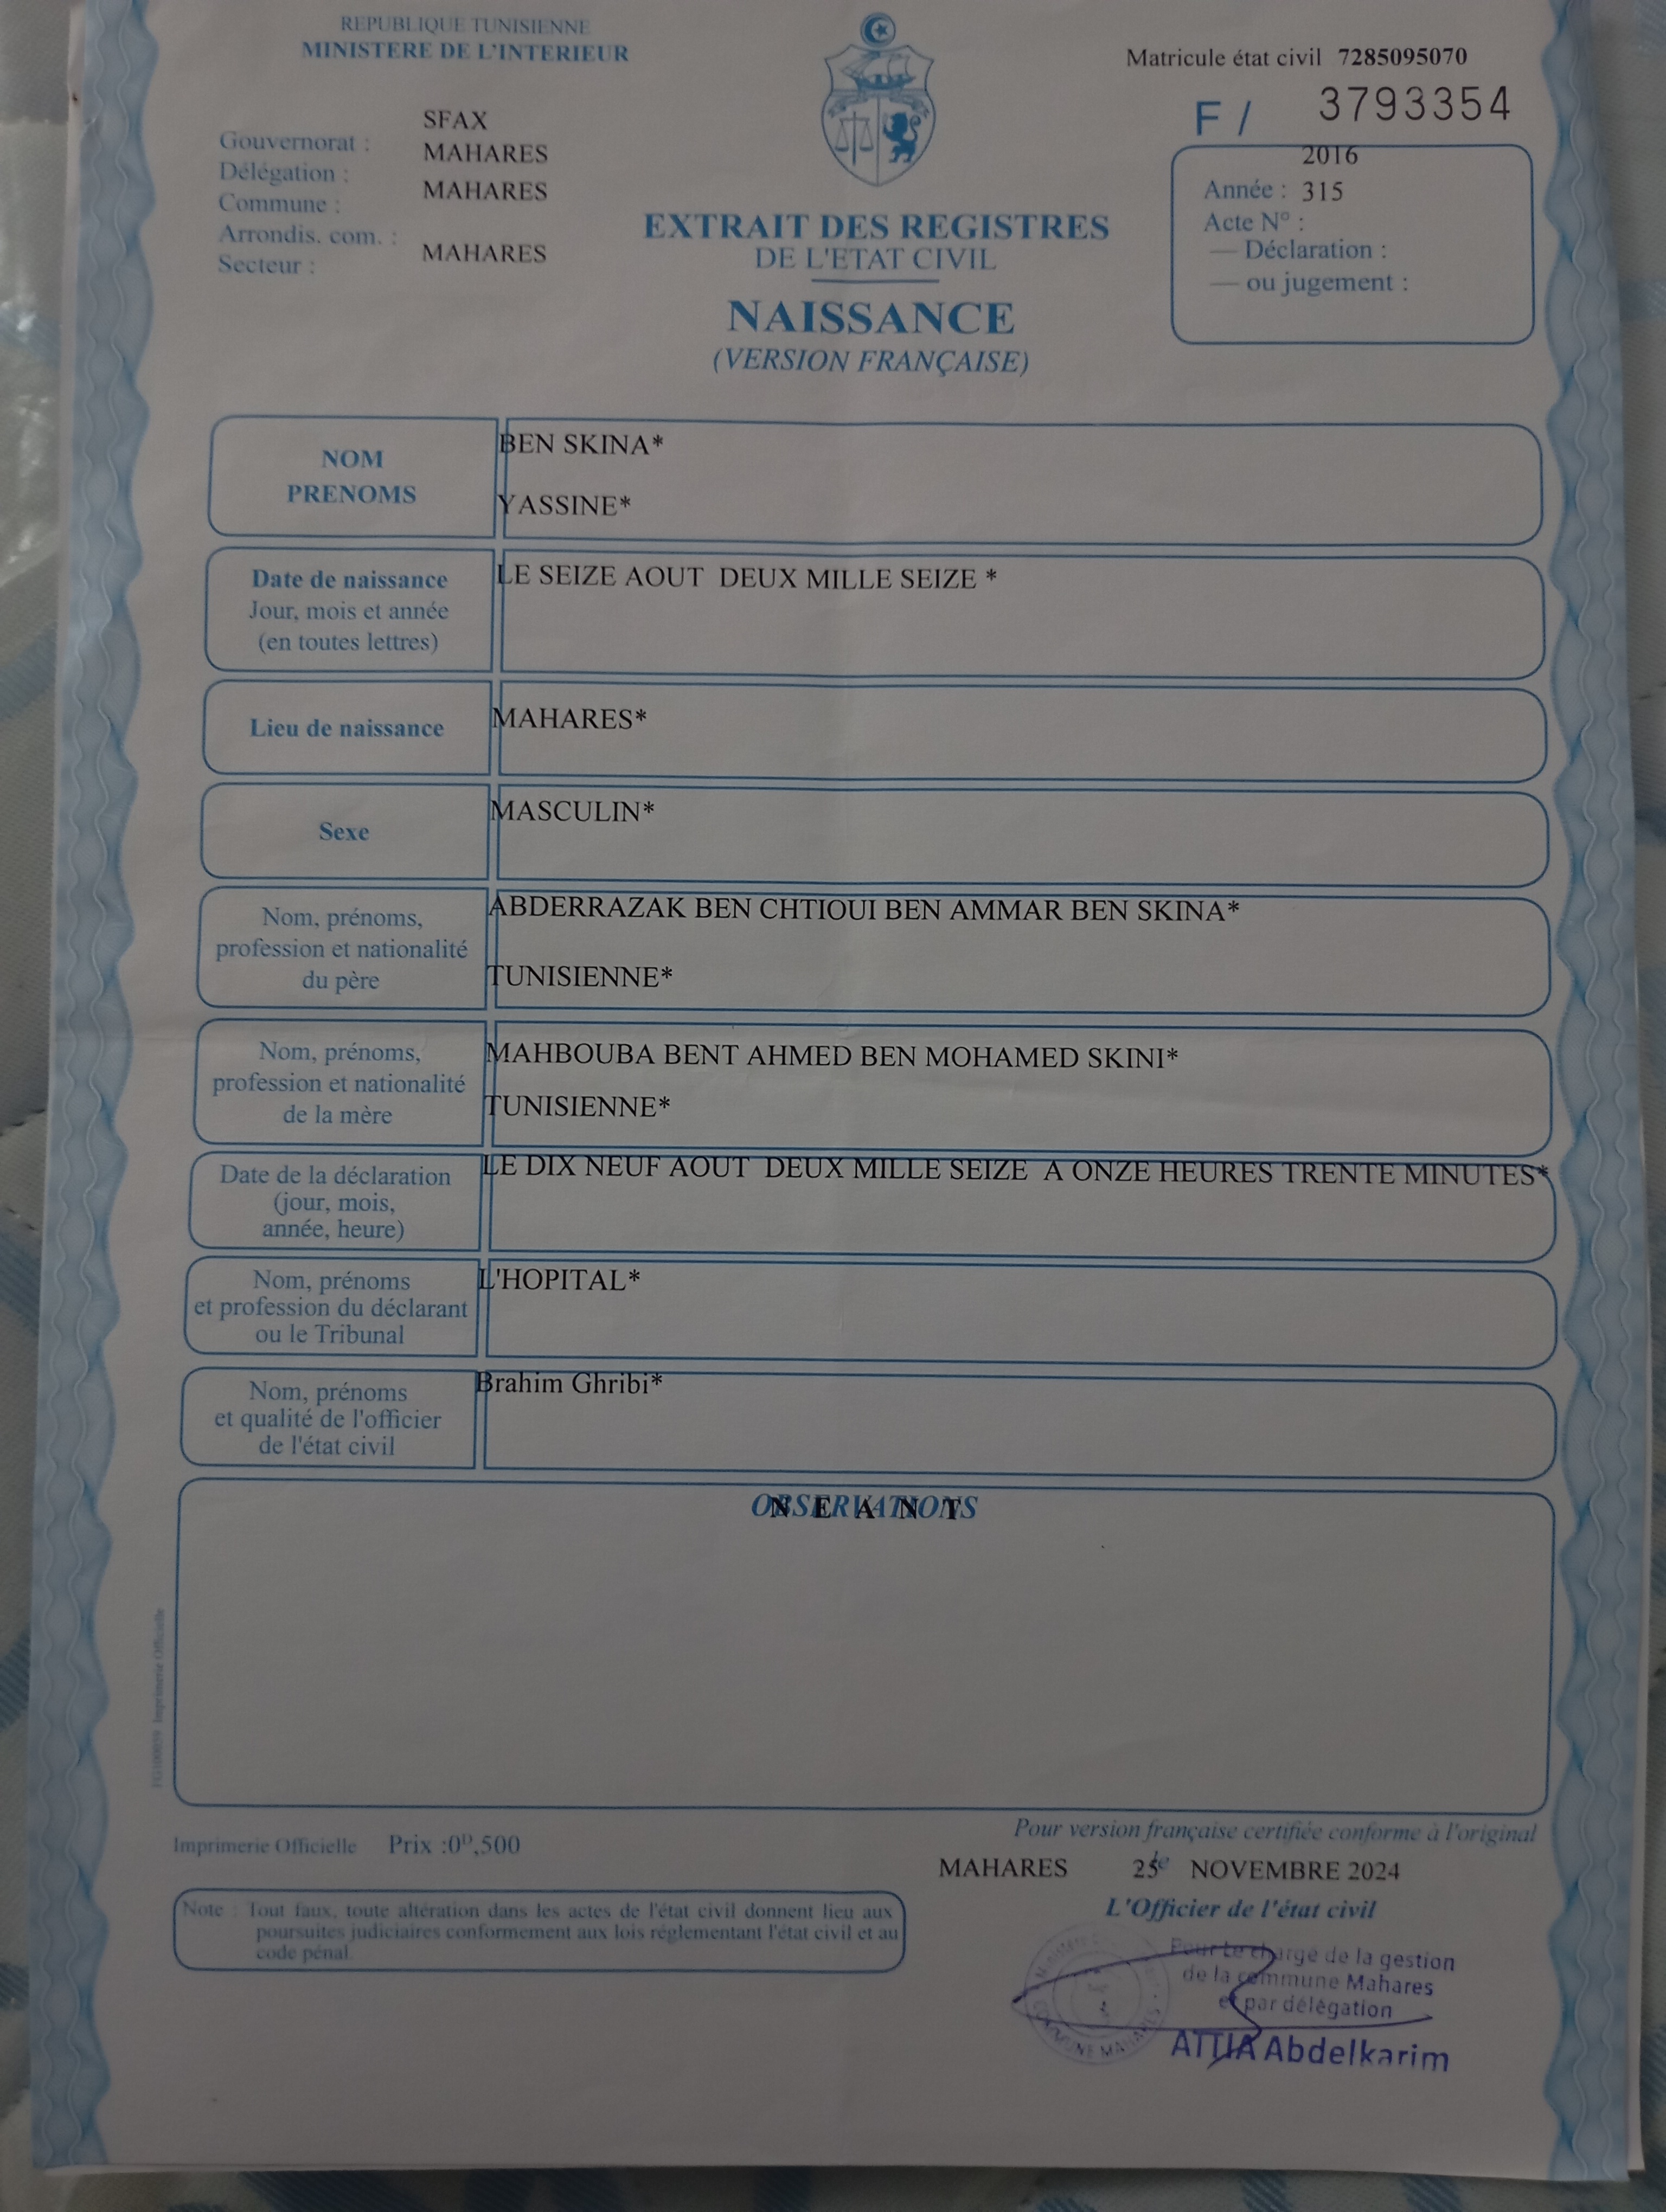 REPUBLIQUE TUNISIENNE
MINISTERE DE L'INTERIEUR
Matricule état civil 7285095070
F / 3793354
Gouvernorat : SFAX
Délégation : MAHARES
Commune : MAHARES
Arrondis. com. :
Secteur : MAHARES
2016
Année : 315
Acte N° :
— Déclaration :
— ou jugement :
EXTRAIT DES REGISTRES
DE L'ETAT CIVIL
NAISSANCE
(VERSION FRANÇAISE)
NOM
PRENOMS
BEN SKINA*
YASSINE*
Date de naissance
Jour, mois et année
(en toutes lettres)
LE SEIZE AOUT DEUX MILLE SEIZE *
Lieu de naissance
MAHARES*
Sexe
MASCULIN*
Nom, prénoms,
profession et nationalité
du père
ABDERRAZAK BEN CHTIOUI BEN AMMAR BEN SKINA*
TUNISIENNE*
Nom, prénoms,
profession et nationalité
de la mère
MAHBOUBA BENT AHMED BEN MOHAMED SKINI*
TUNISIENNE*
Date de la déclaration
(jour, mois,
année, heure)
LE DIX NEUF AOUT DEUX MILLE SEIZE A ONZE HEURES TRENTE MINUTES*
Nom, prénoms
et profession du déclarant
ou le Tribunal
L'HOPITAL*
Nom, prénoms
et qualité de l'officier
de l'état civil
Brahim Ghribi*
OBSERVATIONS
N E A N T
Imprimerie Officielle
Imprimerie Officielle Prix :0ᴰ,500
Pour version française certifiée conforme à l'original
MAHARES le 25 NOVEMBRE 2024
L'Officier de l'état civil
Note : Tout faux, toute altération dans les actes de l'état civil donnent lieu aux
poursuites judiciaires conformement aux lois réglementant l'état civil et au
code pénal.
Pour Le chargé de la gestion
de la commune Mahares
et par délégation
ATTIA Abdelkarim
COMMUNE MAHARES